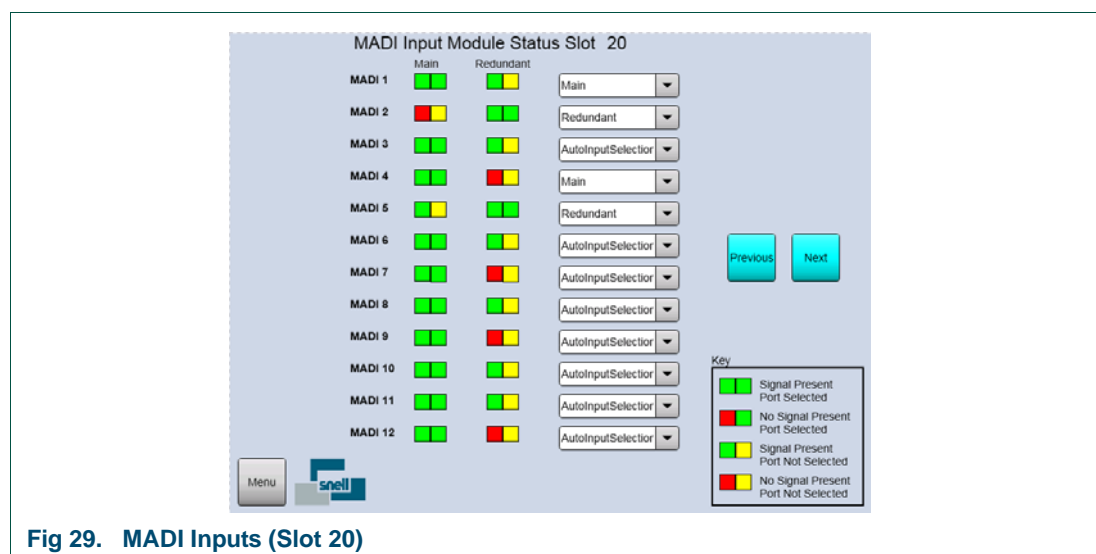 MADI Input Module Status Slot 20
Main Redundant
MADI 1 Main
MADI 2 Redundant
MADI 3 AutoInputSelection
MADI 4 Main
MADI 5 Redundant
MADI 6 AutoInputSelection
MADI 7 AutoInputSelection
MADI 8 AutoInputSelection
MADI 9 AutoInputSelection
MADI 10 AutoInputSelection
MADI 11 AutoInputSelection
MADI 12 AutoInputSelection
Previous Next
Key
Signal Present
Port Selected
No Signal Present
Port Selected
Signal Present
Port Not Selected
No Signal Present
Port Not Selected
Menu
snell
Fig 29. MADI Inputs (Slot 20)